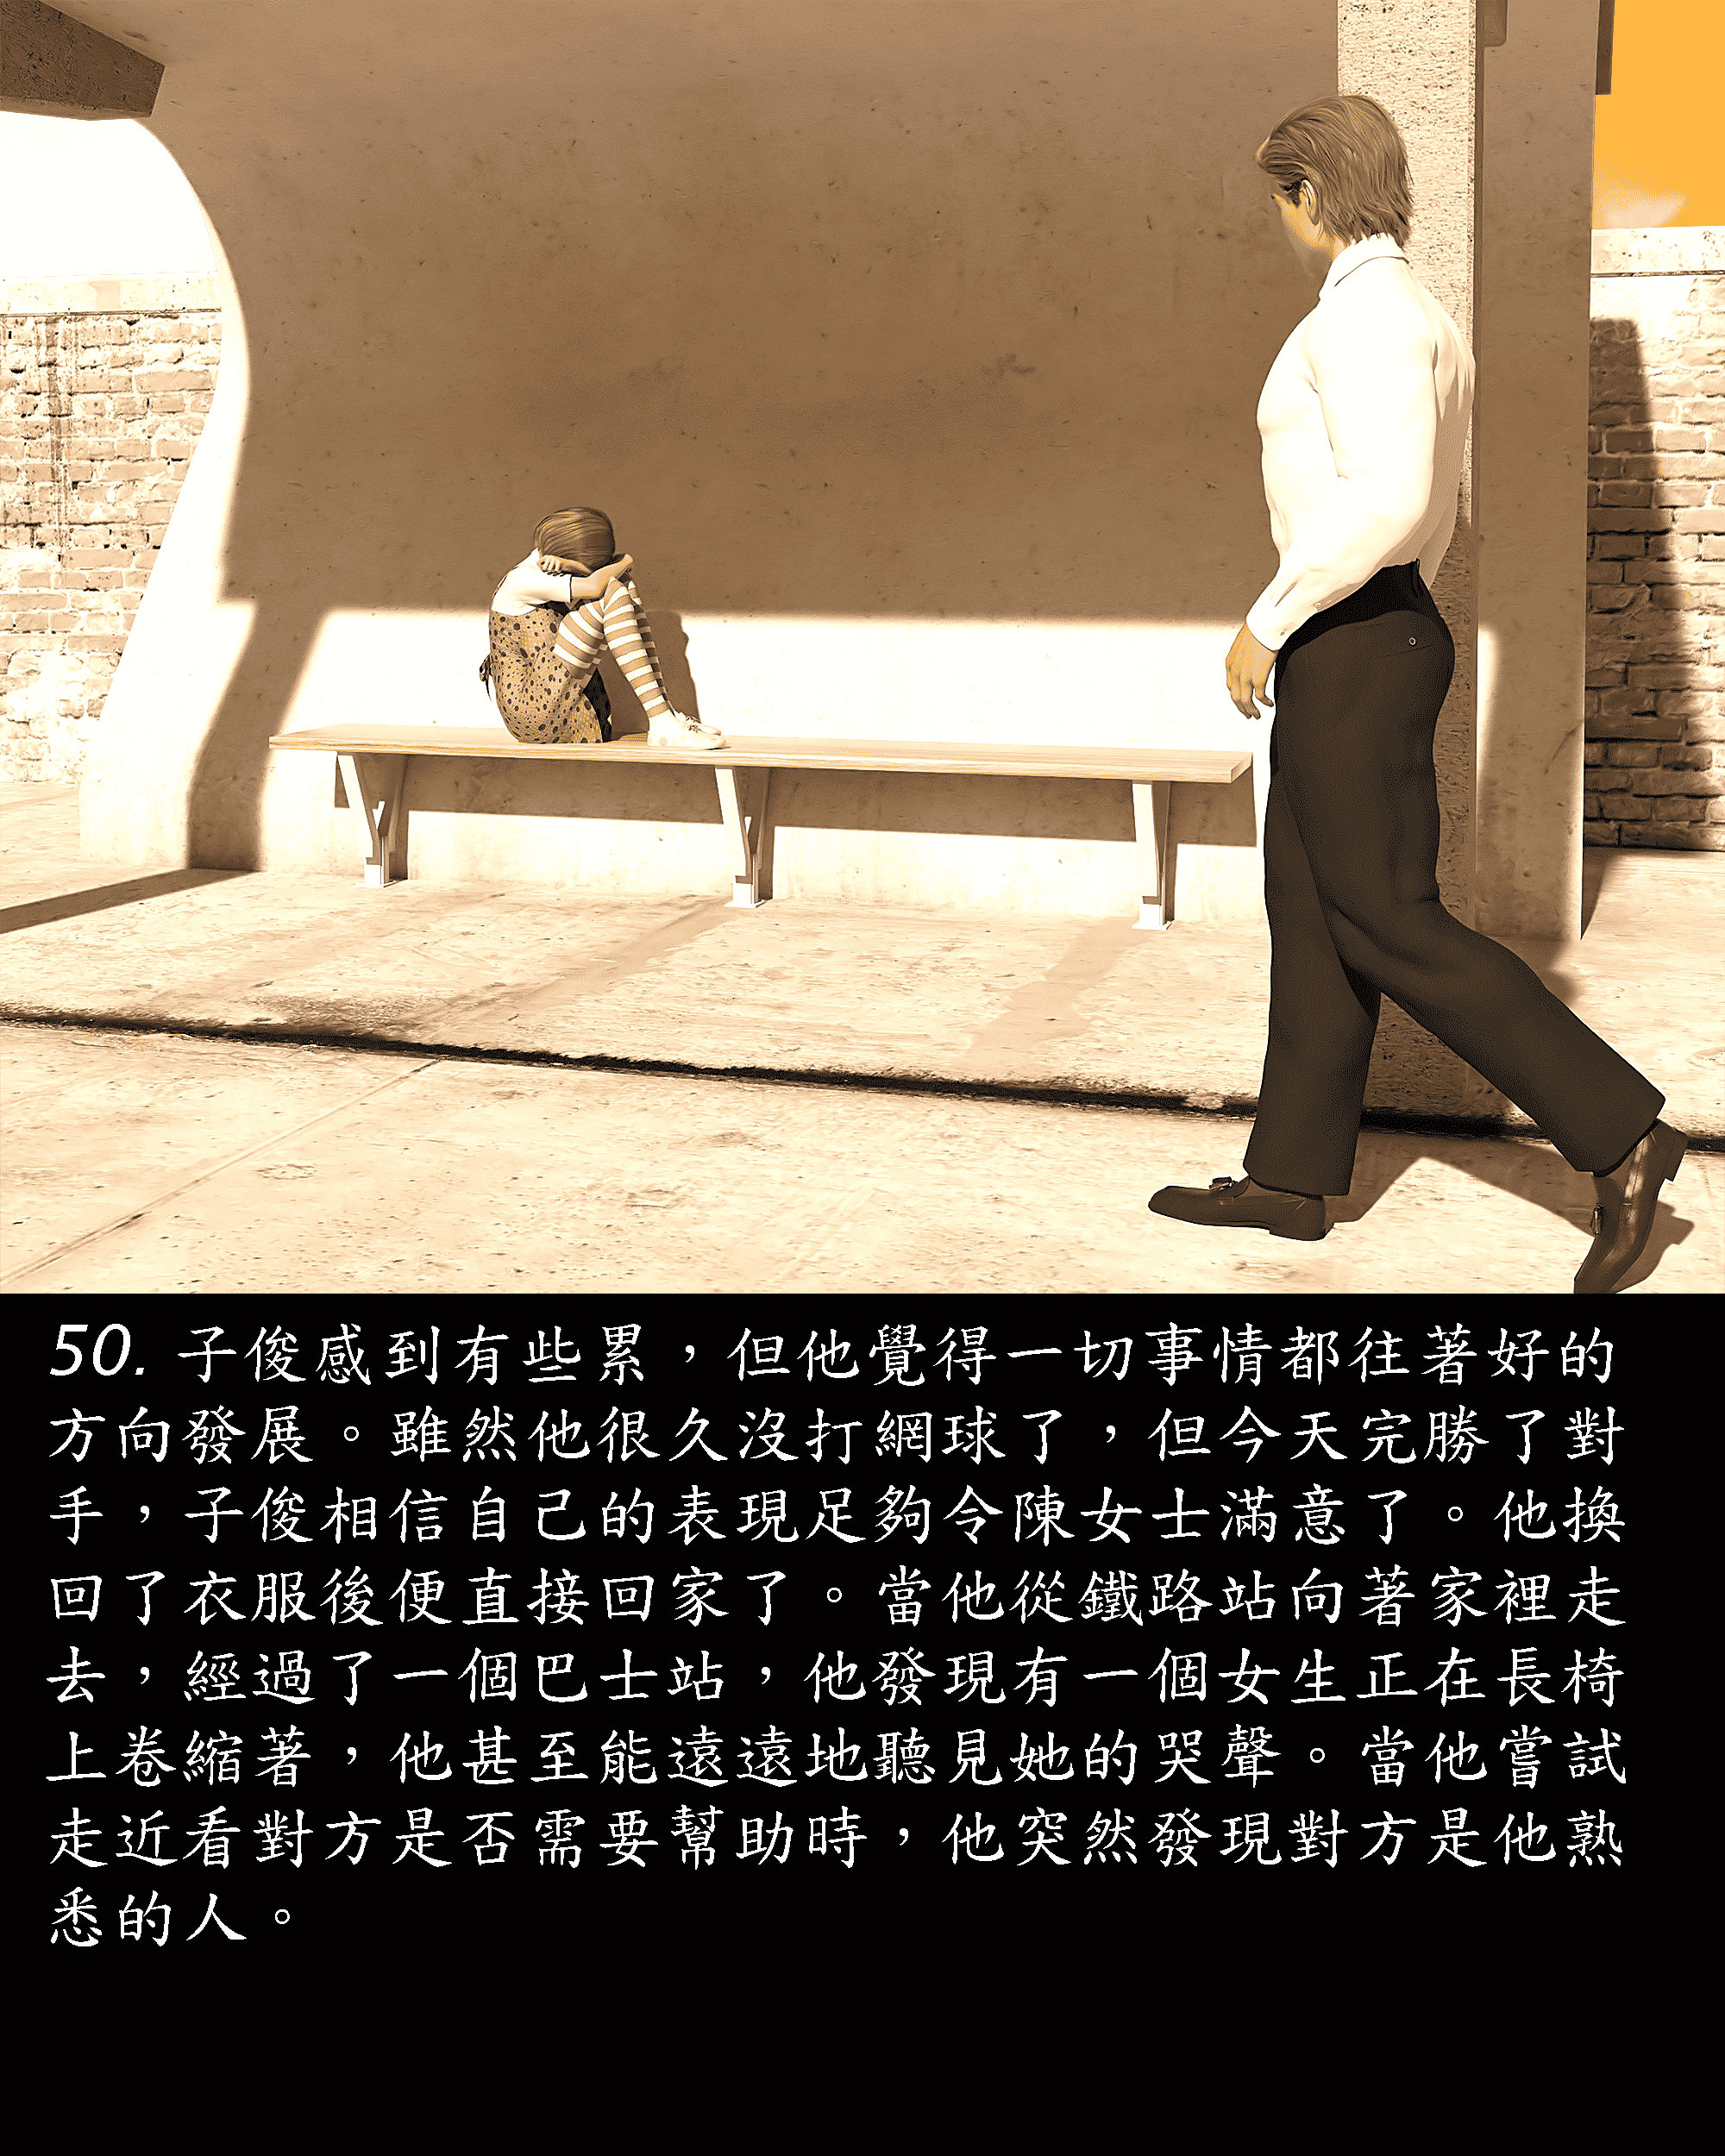 50. 子俊感到有些累，但他覺得一切事情都往著好的
方向發展。雖然他很久沒打網球了，但今天完勝了對
手，子俊相信自己的表現足夠令陳女士滿意了。他換
回了衣服後便直接回家了。當他從鐵路站向著家裡走
去，經過了一個巴士站，他發現有一個女生正在長椅
上卷縮著，他甚至能遠遠地聽見她的哭聲。當他嘗試
走近看對方是否需要幫助時，他突然發現對方是他熟
悉的人。